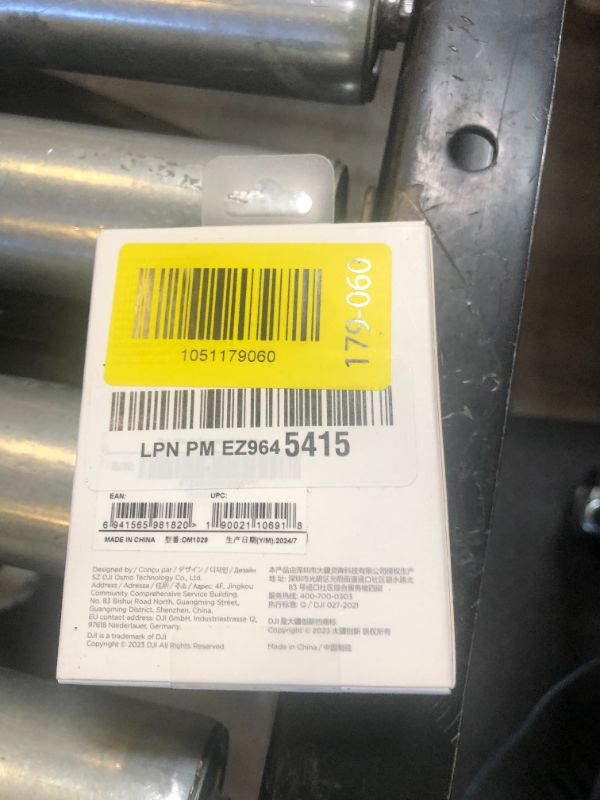 1051179060
179-060
LPN PM EZ9645415
EAN:
UPC:
6 941565 981820>
1 90021 10691 8
MADE IN CHINA 型番:DM1029 生产日期(Y/M):2024/7
Designed by / Conçu par / デザイン / 디자인 / Дизайн
SZ DJI Osmo Technology Co., Ltd.
Address / Adresse / 住所 / 주소 / Адрес: 4F, Jingkou
Community Comprehensive Service Building,
No. 83 Bishui Road North, Guangming Street,
Guangming District, Shenzhen, China.
EU contact address: DJI GmbH, Industriestrasse 12,
97618 Niederlauer, Germany.
DJI is a trademark of DJI
Copyright © 2023 DJI All Rights Reserved
本产品由深圳市大疆灵眸科技有限公司授权生产
地 址: 深圳市光明区光明街道迳口社区碧水路北
83 号迳口社区综合服务楼四层
服务热线: 400-700-0303
执行标准: Q / DJI 027-2021
DJI 是大疆创新的商标
Copyright © 2023 大疆创新 版权所有
Made in China / 中国制造